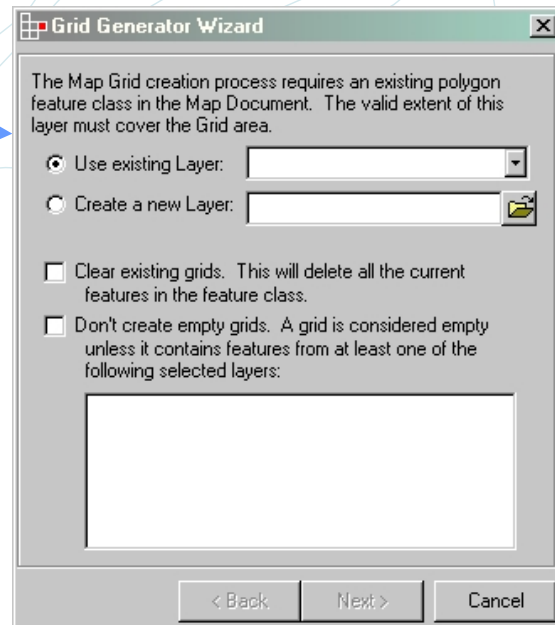 Grid Generator Wizard
The Map Grid creation process requires an existing polygon
feature class in the Map Document. The valid extent of this
layer must cover the Grid area.
Use existing Layer:
Create a new Layer:
Clear existing grids. This will delete all the current
features in the feature class.
Don't create empty grids. A grid is considered empty
unless it contains features from at least one of the
following selected layers:
< Back Next > Cancel